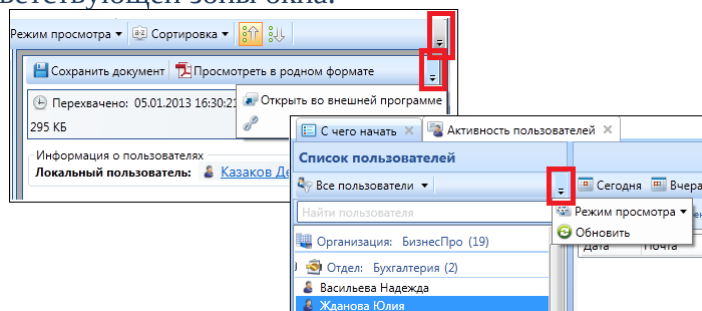 ветствующей зоны окна.
Режим просмотра Сортировка
Сохранить документ Просмотреть в родном формате
Перехвачено: 05.01.2013 16:30:21
Открыть во внешней программе
295 КБ
Информация о пользователях
Локальный пользователь: Казаков Де
С чего начать Активность пользователей
Список пользователей
Все пользователи
Сегодня Вчера
Найти пользователя
Режим просмотра
Обновить
Организация: БизнесПро (19)
Дата Почта
Отдел: Бухгалтерия (2)
Васильева Надежда
Жданова Юлия